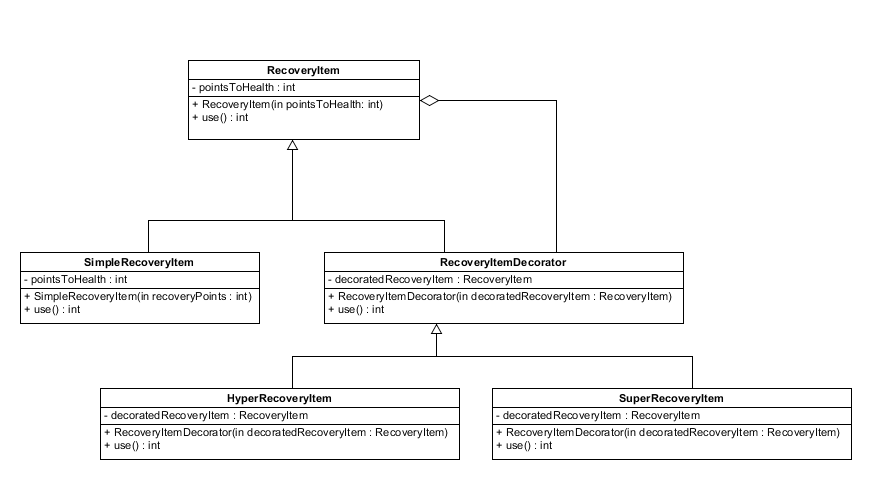 RecoveryItem
- pointsToHealth : int
+ RecoveryItem(in pointsToHealth: int)
+ use() : int
SimpleRecoveryItem
- pointsToHealth : int
+ SimpleRecoveryItem(in recoveryPoints : int)
+ use() : int
RecoveryItemDecorator
- decoratedRecoveryItem : RecoveryItem
+ RecoveryItemDecorator(in decoratedRecoveryItem : RecoveryItem)
+ use() : int
HyperRecoveryItem
- decoratedRecoveryItem : RecoveryItem
+ RecoveryItemDecorator(in decoratedRecoveryItem : RecoveryItem)
+ use() : int
SuperRecoveryItem
- decoratedRecoveryItem : RecoveryItem
+ RecoveryItemDecorator(in decoratedRecoveryItem : RecoveryItem)
+ use() : int